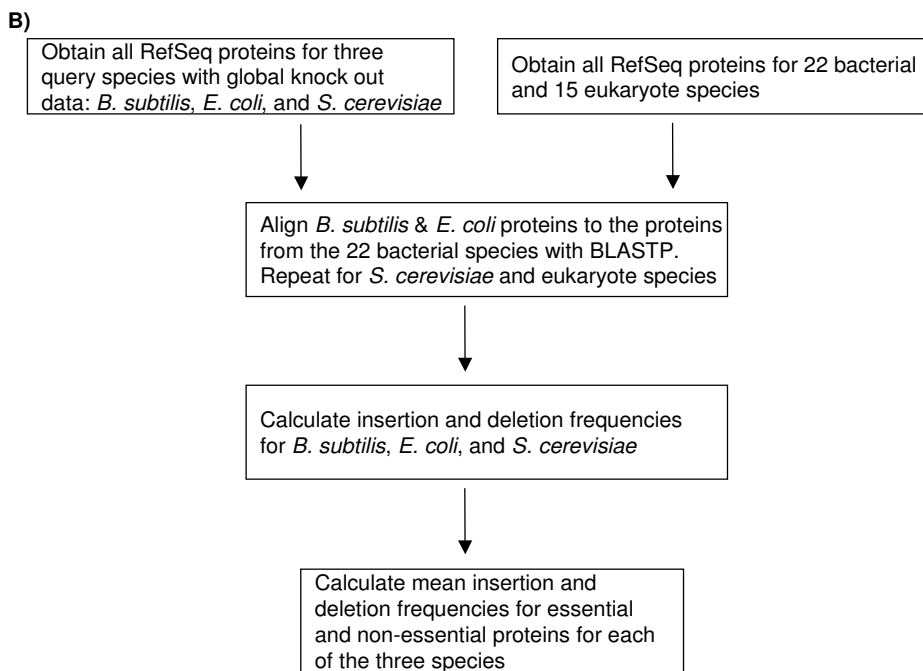 B)
Obtain all RefSeq proteins for three
query species with global knock out
data: B. subtilis, E. coli, and S. cerevisiae
Obtain all RefSeq proteins for 22 bacterial
and 15 eukaryote species
Align B. subtilis & E. coli proteins to the proteins
from the 22 bacterial species with BLASTP.
Repeat for S. cerevisiae and eukaryote species
Calculate insertion and deletion frequencies
for B. subtilis, E. coli, and S. cerevisiae
Calculate mean insertion and
deletion frequencies for essential
and non-essential proteins for each
of the three species